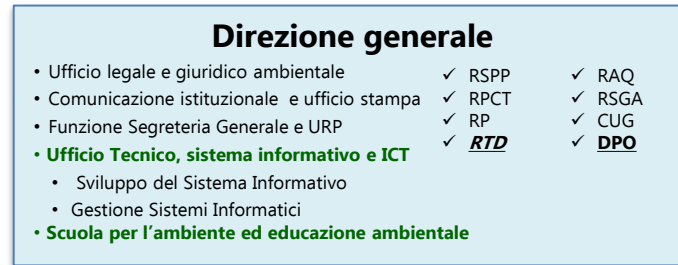 Direzione generale
• Ufficio legale e giuridico ambientale
• Comunicazione istituzionale e ufficio stampa
• Funzione Segreteria Generale e URP
• Ufficio Tecnico, sistema informativo e ICT
• Sviluppo del Sistema Informativo
• Gestione Sistemi Informatici
• Scuola per l’ambiente ed educazione ambientale
✓ RSPP
✓ RPCT
✓ RP
✓ RTD
✓ RAQ
✓ RSGA
✓ CUG
✓ DPO